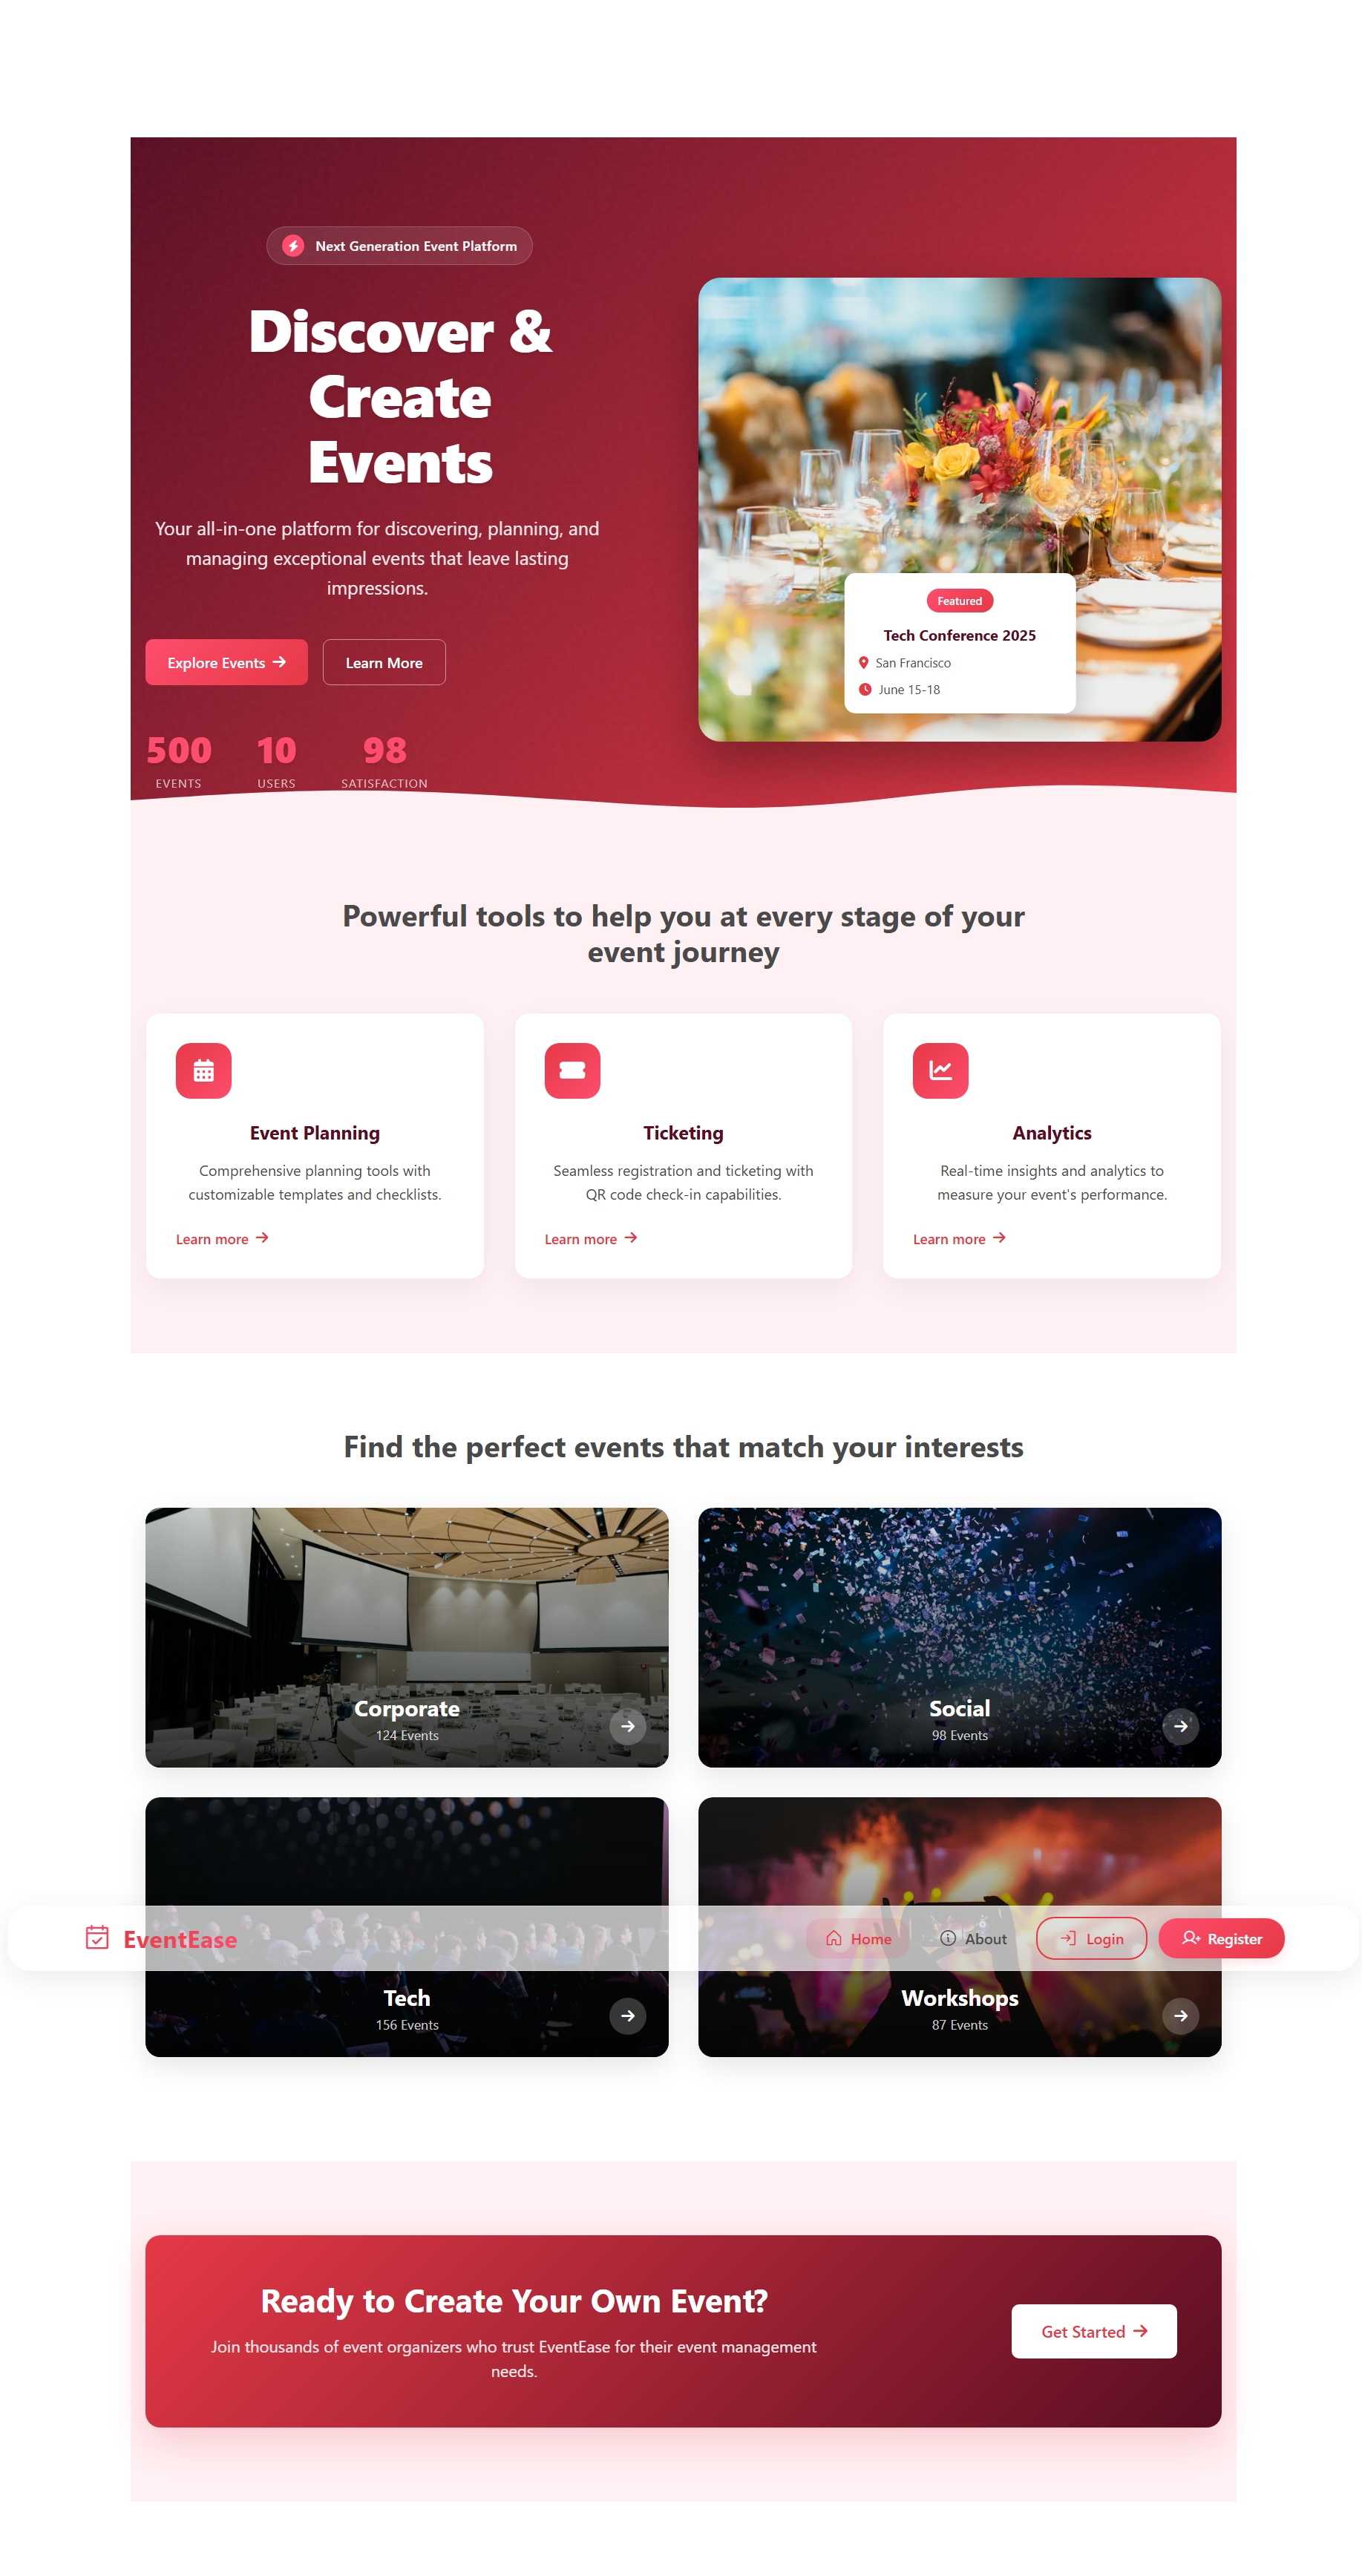 Next Generation Event Platform
Discover &
Create
Events
Your all-in-one platform for discovering, planning, and
managing exceptional events that leave lasting
impressions.
Explore Events
Learn More
500
EVENTS
10
USERS
98
SATISFACTION
Featured
Tech Conference 2025
San Francisco
June 15-18
Powerful tools to help you at every stage of your
event journey
Event Planning
Comprehensive planning tools with
customizable templates and checklists.
Learn more
Ticketing
Seamless registration and ticketing with
QR code check-in capabilities.
Learn more
Analytics
Real-time insights and analytics to
measure your event's performance.
Learn more
Find the perfect events that match your interests
Corporate
124 Events
Social
98 Events
EventEase
Home
About
Login
Register
Tech
156 Events
Workshops
87 Events
Ready to Create Your Own Event?
Join thousands of event organizers who trust EventEase for their event management
needs.
Get Started